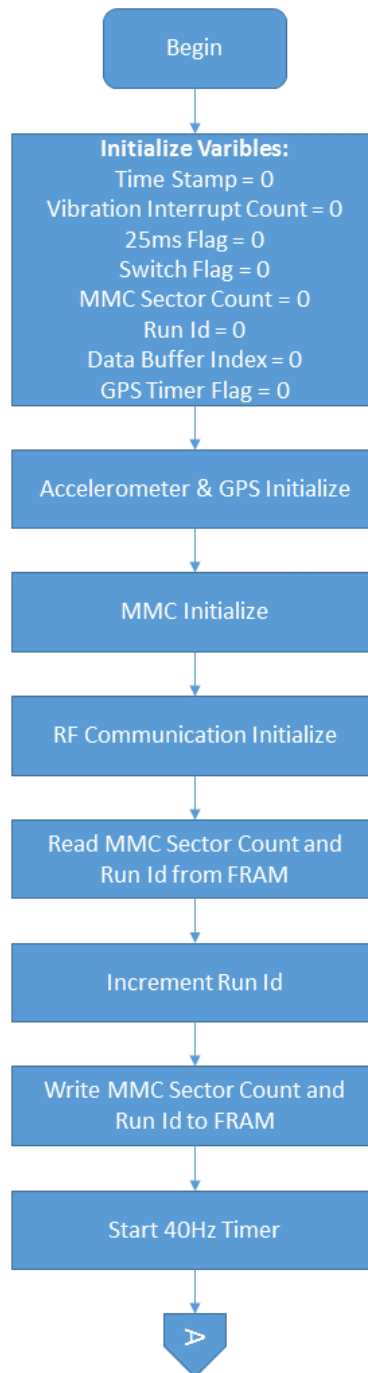 Begin
Initialize Varibles:
Time Stamp = 0
Vibration Interrupt Count = 0
25ms Flag = 0
Switch Flag = 0
MMC Sector Count = 0
Run Id = 0
Data Buffer Index = 0
GPS Timer Flag = 0
Accelerometer & GPS Initialize
MMC Initialize
RF Communication Initialize
Read MMC Sector Count and
Run Id from FRAM
Increment Run Id
Write MMC Sector Count and
Run Id to FRAM
Start 40Hz Timer
A